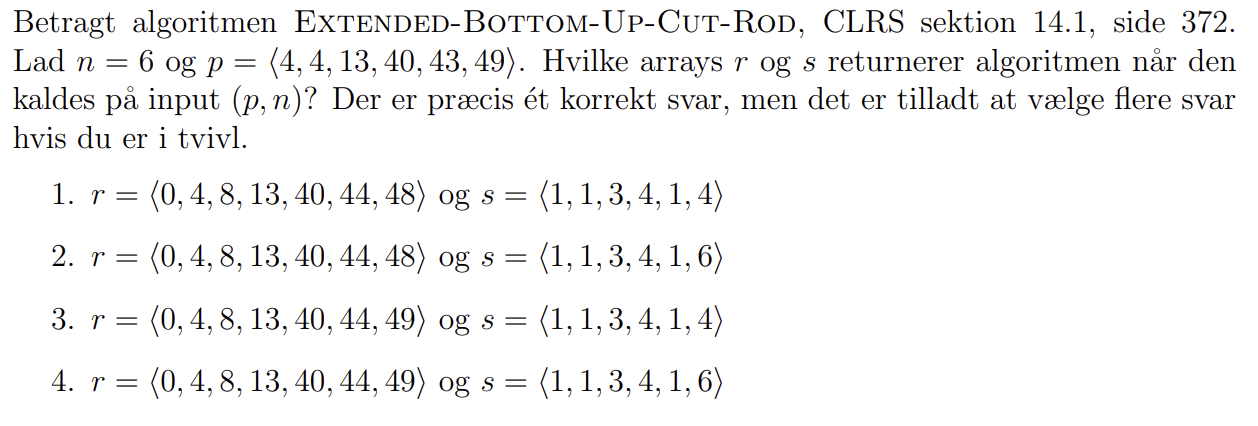 Betragt algoritmen EXTENDED-BOTTOM-UP-CUT-ROD, CLRS sektion 14.1, side 372.
Lad n = 6 og p = ⟨4, 4, 13, 40, 43, 49⟩. Hvilke arrays r og s returnerer algoritmen når den
kaldes på input (p, n)? Der er præcis ét korrekt svar, men det er tilladt at vælge flere svar
hvis du er i tvivl.
1. r = ⟨0, 4, 8, 13, 40, 44, 48⟩ og s = ⟨1, 1, 3, 4, 1, 4⟩
2. r = ⟨0, 4, 8, 13, 40, 44, 48⟩ og s = ⟨1, 1, 3, 4, 1, 6⟩
3. r = ⟨0, 4, 8, 13, 40, 44, 49⟩ og s = ⟨1, 1, 3, 4, 1, 4⟩
4. r = ⟨0, 4, 8, 13, 40, 44, 49⟩ og s = ⟨1, 1, 3, 4, 1, 6⟩